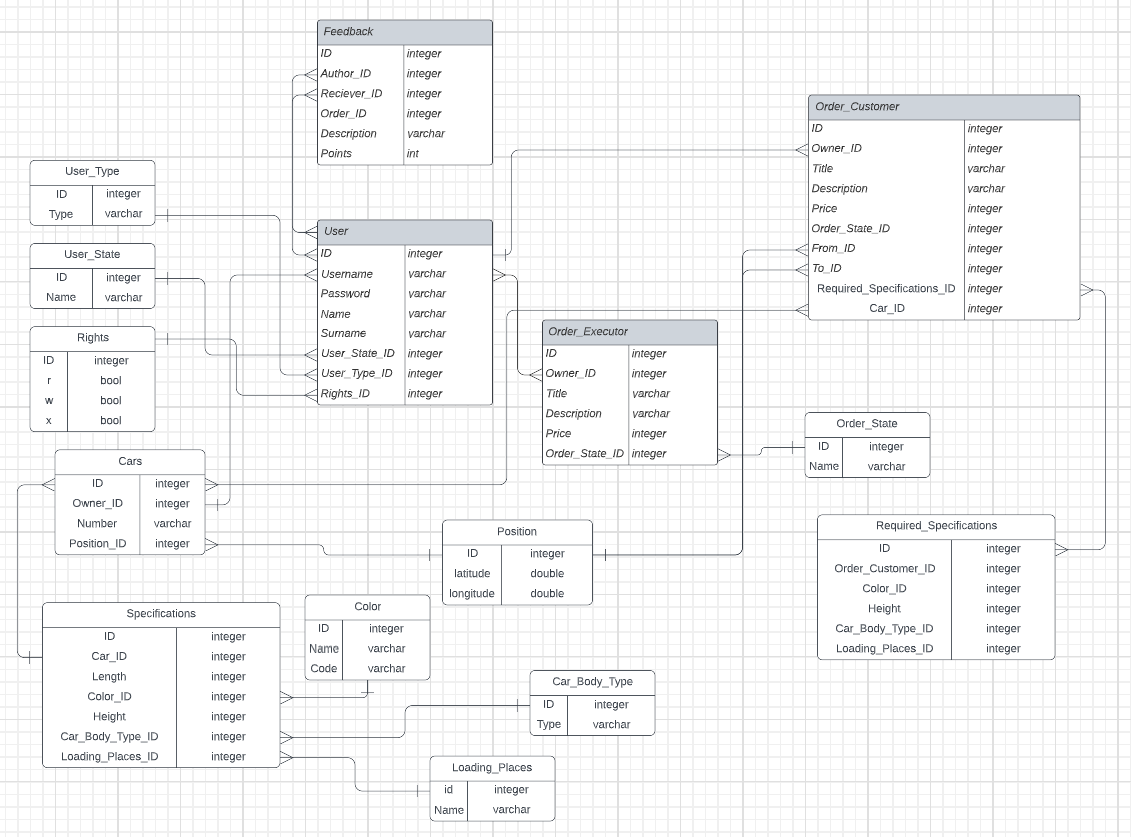 Feedback
ID integer
Author_ID integer
Reciever_ID integer
Order_ID integer
Description varchar
Points int
Order_Customer
ID integer
Owner_ID integer
Title varchar
Description varchar
Price integer
Order_State_ID integer
From_ID integer
To_ID integer
Required_Specifications_ID integer
Car_ID integer
User_Type
ID integer
Type varchar
User
ID integer
Username varchar
Password varchar
Name varchar
Surname varchar
User_State_ID integer
User_Type_ID integer
Rights_ID integer
User_State
ID integer
Name varchar
Rights
ID integer
r bool
w bool
x bool
Order_Executor
ID integer
Owner_ID integer
Title varchar
Description varchar
Price integer
Order_State_ID integer
Order_State
ID integer
Name varchar
Cars
ID integer
Owner_ID integer
Number varchar
Position_ID integer
Position
ID integer
latitude double
longitude double
Required_Specifications
ID integer
Order_Customer_ID integer
Color_ID integer
Height integer
Car_Body_Type_ID integer
Loading_Places_ID integer
Specifications
ID integer
Car_ID integer
Length integer
Color_ID integer
Height integer
Car_Body_Type_ID integer
Loading_Places_ID integer
Color
ID integer
Name varchar
Code varchar
Car_Body_Type
ID integer
Type varchar
Loading_Places
id integer
Name varchar